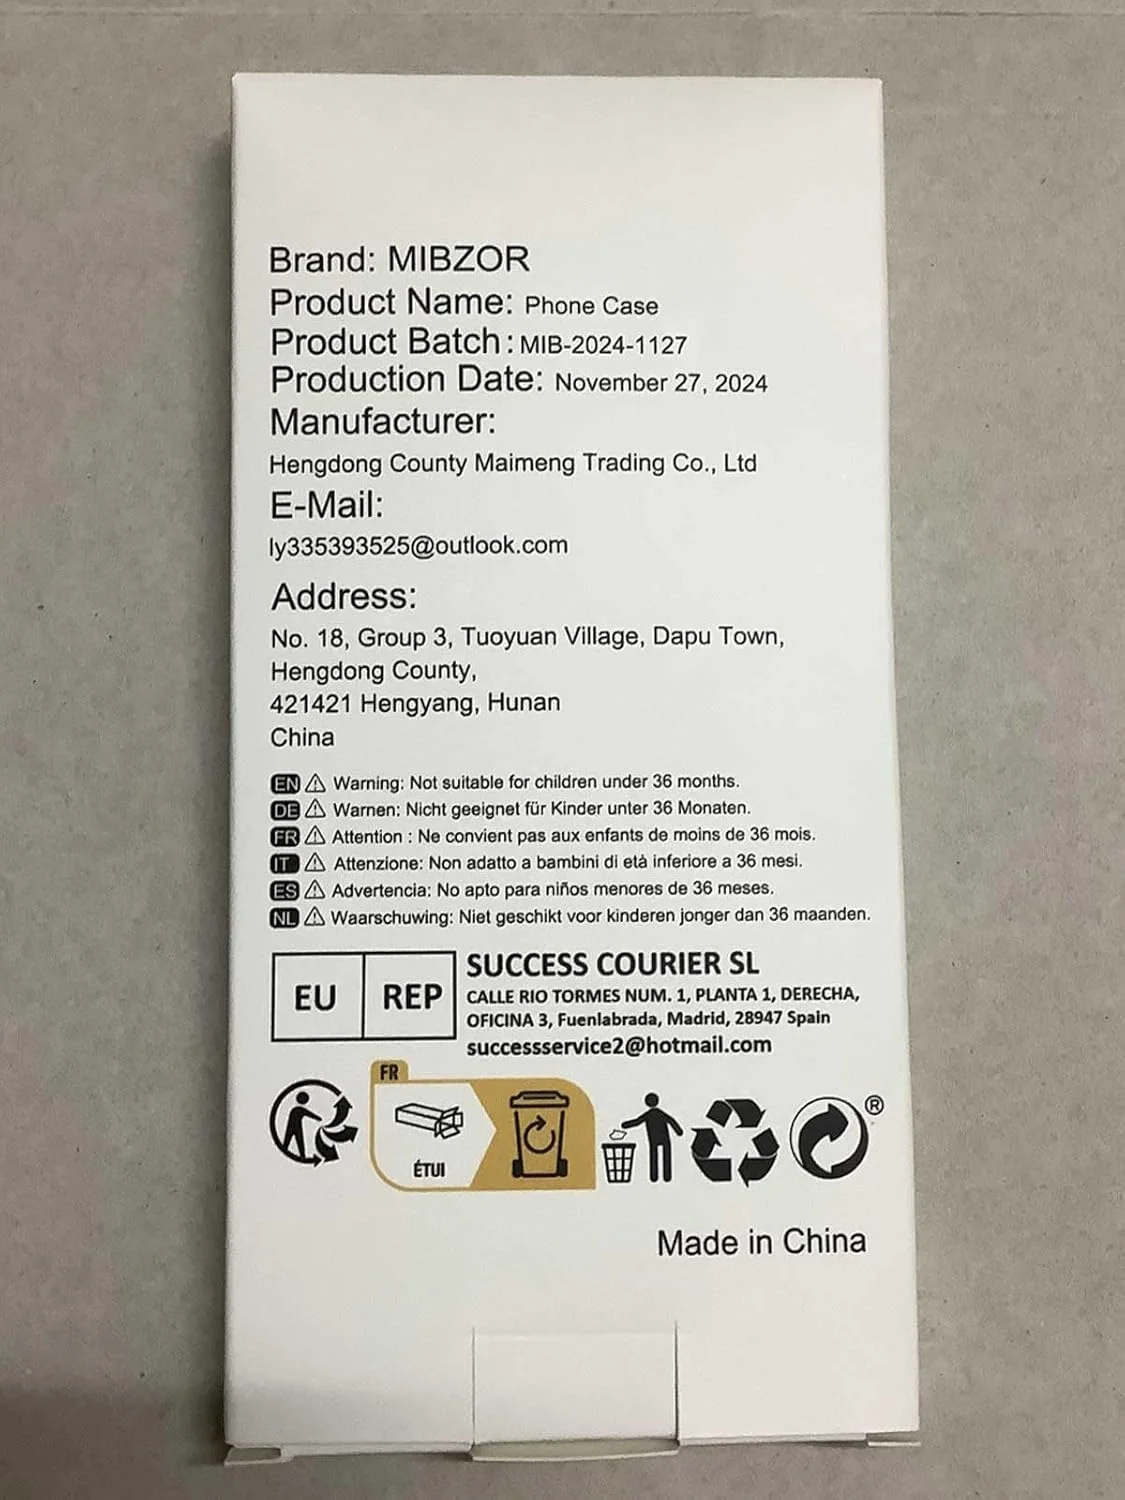 Brand: MIBZOR
Product Name: Phone Case
Product Batch: MIB-2024-1127
Production Date: November 27, 2024
Manufacturer:
Hengdong County Maimeng Trading Co., Ltd
E-Mail:
ly335393525@outlook.com
Address:
No. 18, Group 3, Tuoyuan Village, Dapu Town,
Hengdong County,
421421 Hengyang, Hunan
China
EN ⚠ Warning: Not suitable for children under 36 months.
DE ⚠ Warnen: Nicht geeignet für Kinder unter 36 Monaten.
FR ⚠ Attention : Ne convient pas aux enfants de moins de 36 mois.
IT ⚠ Attenzione: Non adatto a bambini di età inferiore a 36 mesi.
ES ⚠ Advertencia: No apto para niños menores de 36 meses.
NL ⚠ Waarschuwing: Niet geschikt voor kinderen jonger dan 36 maanden.
EU REP
SUCCESS COURIER SL
CALLE RIO TORMES NUM. 1, PLANTA 1, DERECHA,
OFICINA 3, Fuenlabrada, Madrid, 28947 Spain
successservice2@hotmail.com
FR
ÉTUI
®
Made in China